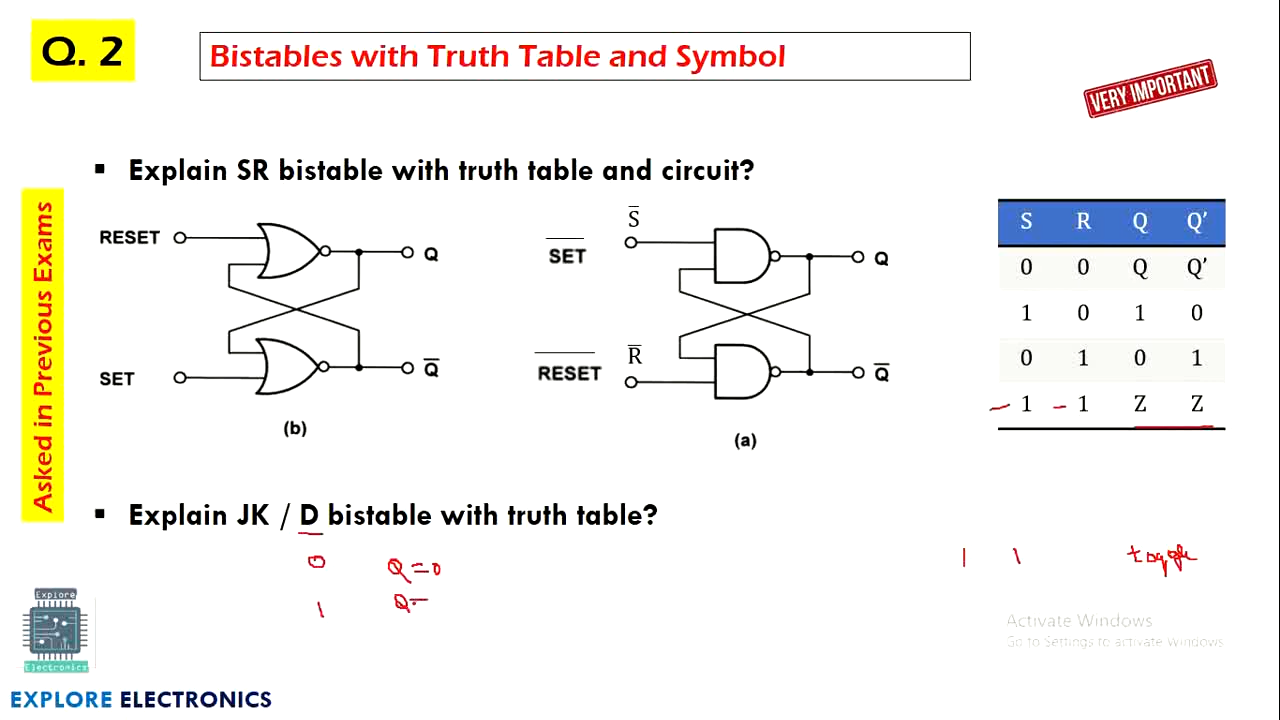 Q. 2
Bistables with Truth Table and Symbol
VERY IMPORTANT
Asked in Previous Exams
▪ Explain SR bistable with truth table and circuit?
RESET
Q
SET
Q̅
(b)
S̅
S̅E̅T̅
Q
R̅
R̅E̅S̅E̅T̅
Q̅
(a)
S R Q Q’
0 0 Q Q’
1 0 1 0
0 1 0 1
1 1 Z Z
▪ Explain JK / D bistable with truth table?
0 Q=0
1 Q=
1 1 toggle
Explore
Electronics
Activate Windows
Go to Settings to activate Windows
EXPLORE ELECTRONICS